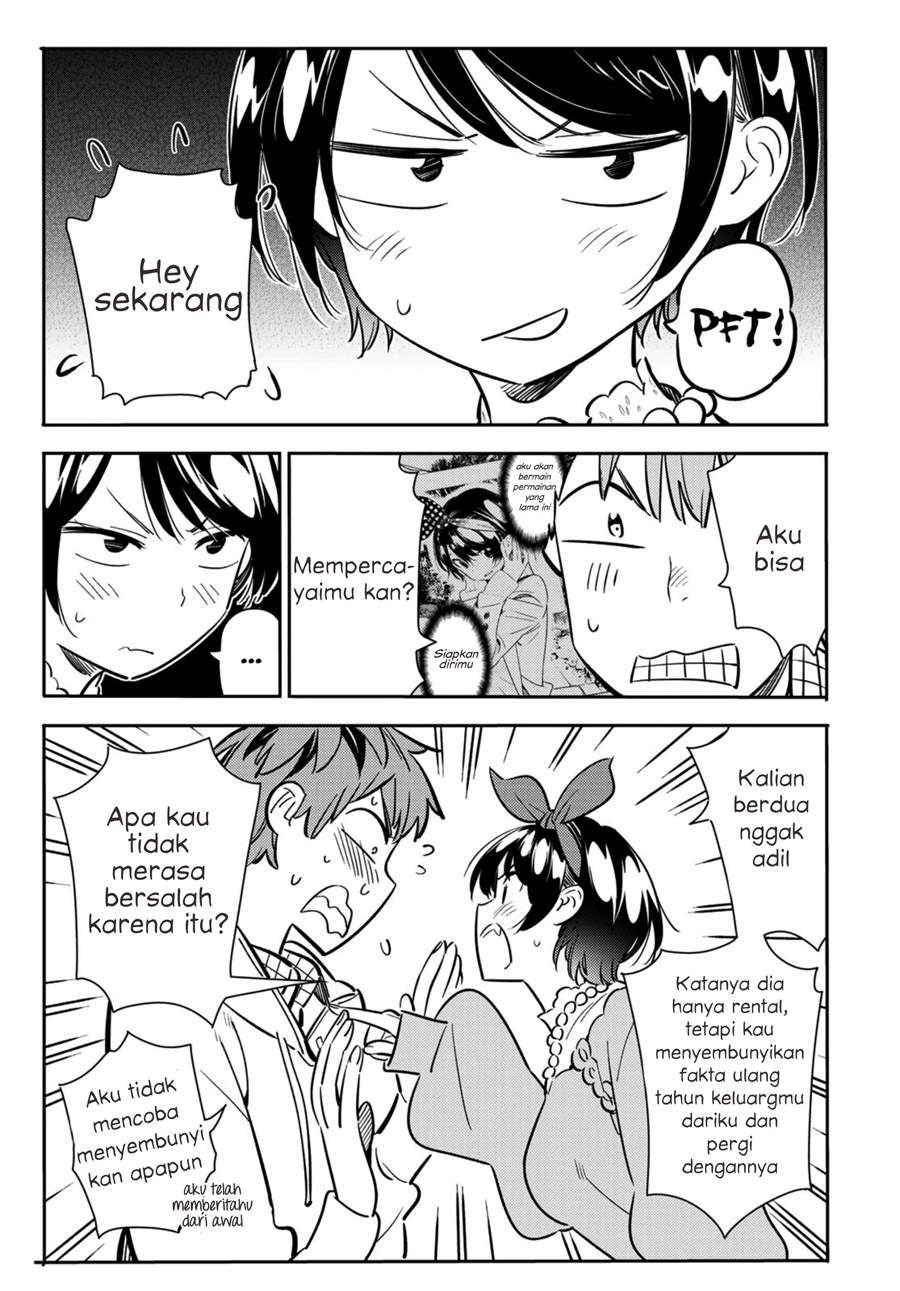 PFT!
Hey
sekarang
Aku
bisa
aku akan
bermain
permainan
yang
lama ini
Siapkan
dirimu
Memperca-
yaimu kan?
...
Kalian
berdua
nggak
adil
Katanya dia
hanya rental,
tetapi kau
menyembunyikan
fakta ulang
tahun keluargmu
dariku dan
pergi
dengannya
Apa kau
tidak
merasa
bersalah
karena itu?
Aku tidak
mencoba
menyembunyi
kan apapun
aku telah
memberitahu
dari awal